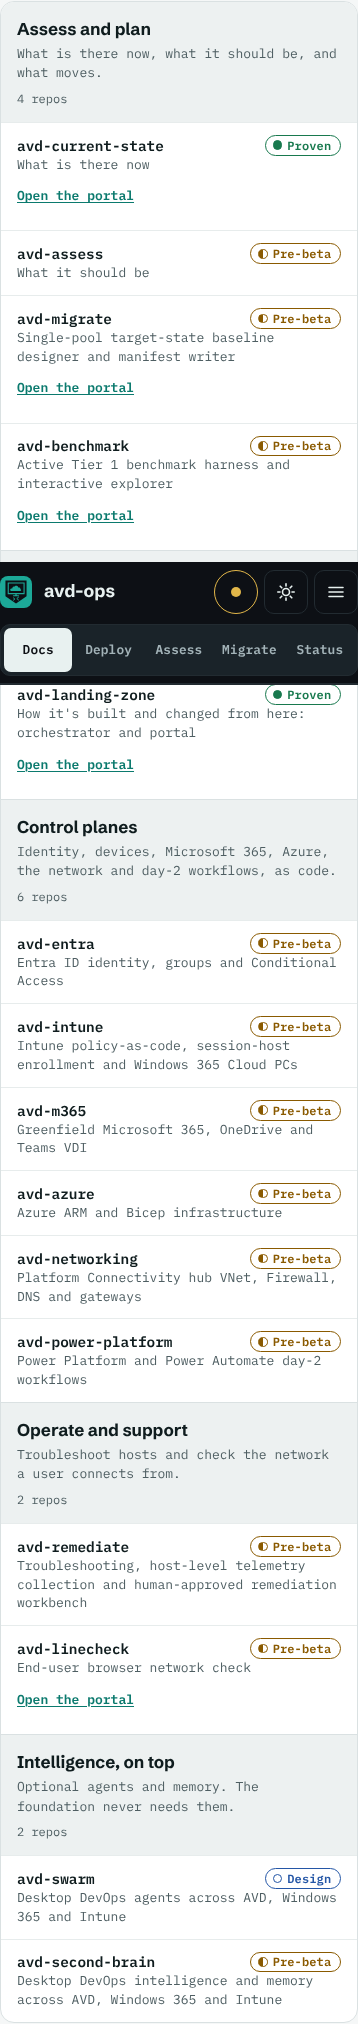 Assess and plan
What is there now, what it should be, and
what moves.
4 repos
avd-current-state
Proven
What is there now
Open the portal
avd-assess
Pre-beta
What it should be
avd-migrate
Pre-beta
Single-pool target-state baseline
designer and manifest writer
Open the portal
avd-benchmark
Pre-beta
Active Tier 1 benchmark harness and
interactive explorer
Open the portal
avd-ops
Docs
Deploy
Assess
Migrate
Status
avd-landing-zone
Proven
How it's built and changed from here:
orchestrator and portal
Open the portal
Control planes
Identity, devices, Microsoft 365, Azure,
the network and day-2 workflows, as code.
6 repos
avd-entra
Pre-beta
Entra ID identity, groups and Conditional
Access
avd-intune
Pre-beta
Intune policy-as-code, session-host
enrollment and Windows 365 Cloud PCs
avd-m365
Pre-beta
Greenfield Microsoft 365, OneDrive and
Teams VDI
avd-azure
Pre-beta
Azure ARM and Bicep infrastructure
avd-networking
Pre-beta
Platform Connectivity hub VNet, Firewall,
DNS and gateways
avd-power-platform
Pre-beta
Power Platform and Power Automate day-2
workflows
Operate and support
Troubleshoot hosts and check the network
a user connects from.
2 repos
avd-remediate
Pre-beta
Troubleshooting, host-level telemetry
collection and human-approved remediation
workbench
avd-linecheck
Pre-beta
End-user browser network check
Open the portal
Intelligence, on top
Optional agents and memory. The
foundation never needs them.
2 repos
avd-swarm
Design
Desktop DevOps agents across AVD, Windows
365 and Intune
avd-second-brain
Pre-beta
Desktop DevOps intelligence and memory
across AVD, Windows 365 and Intune